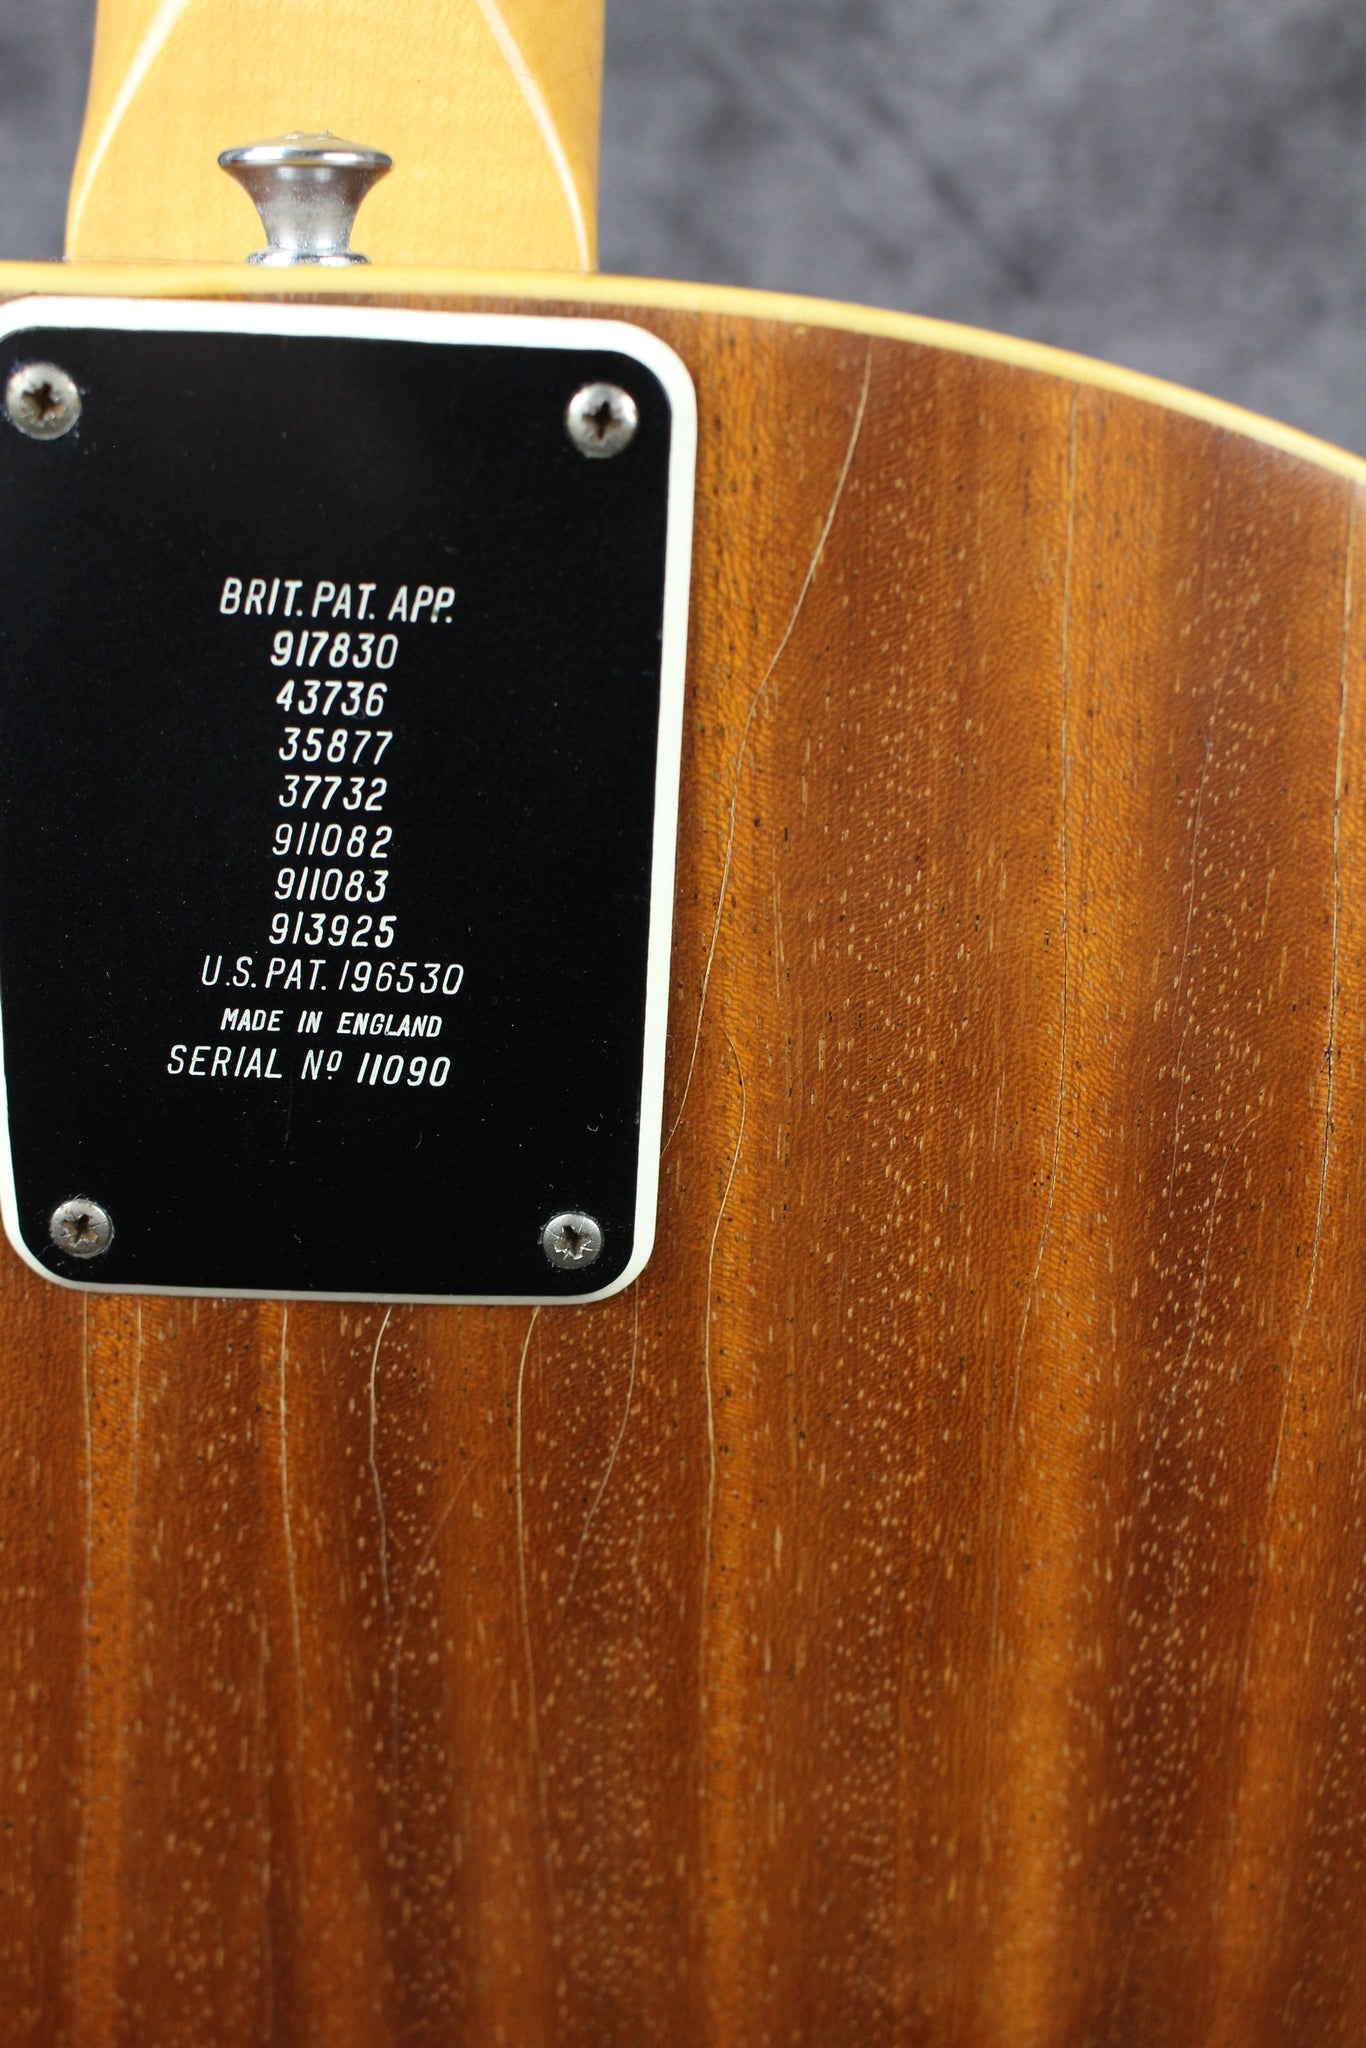 BRIT. PAT. APP.
917830
43736
35877
37732
911082
911083
913925
U.S. PAT. 196530
MADE IN ENGLAND
SERIAL Nº 11090